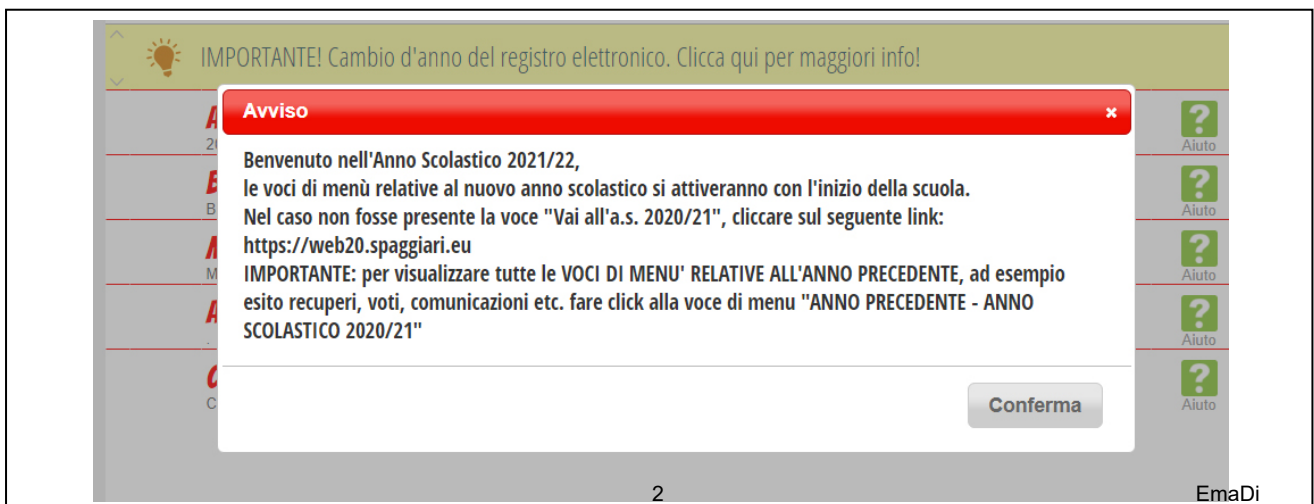 IMPORTANTE! Cambio d'anno del registro elettronico. Clicca qui per maggiori info!
Avviso
Benvenuto nell'Anno Scolastico 2021/22,
le voci di menù relative al nuovo anno scolastico si attiveranno con l'inizio della scuola.
Nel caso non fosse presente la voce "Vai all'a.s. 2020/21", cliccare sul seguente link:
https://web20.spaggiari.eu
IMPORTANTE: per visualizzare tutte le VOCI DI MENU' RELATIVE ALL'ANNO PRECEDENTE, ad esempio
esito recuperi, voti, comunicazioni etc. fare click alla voce di menu "ANNO PRECEDENTE - ANNO
SCOLASTICO 2020/21"
Conferma
Aiuto
Aiuto
Aiuto
Aiuto
Aiuto
2 EmaDi